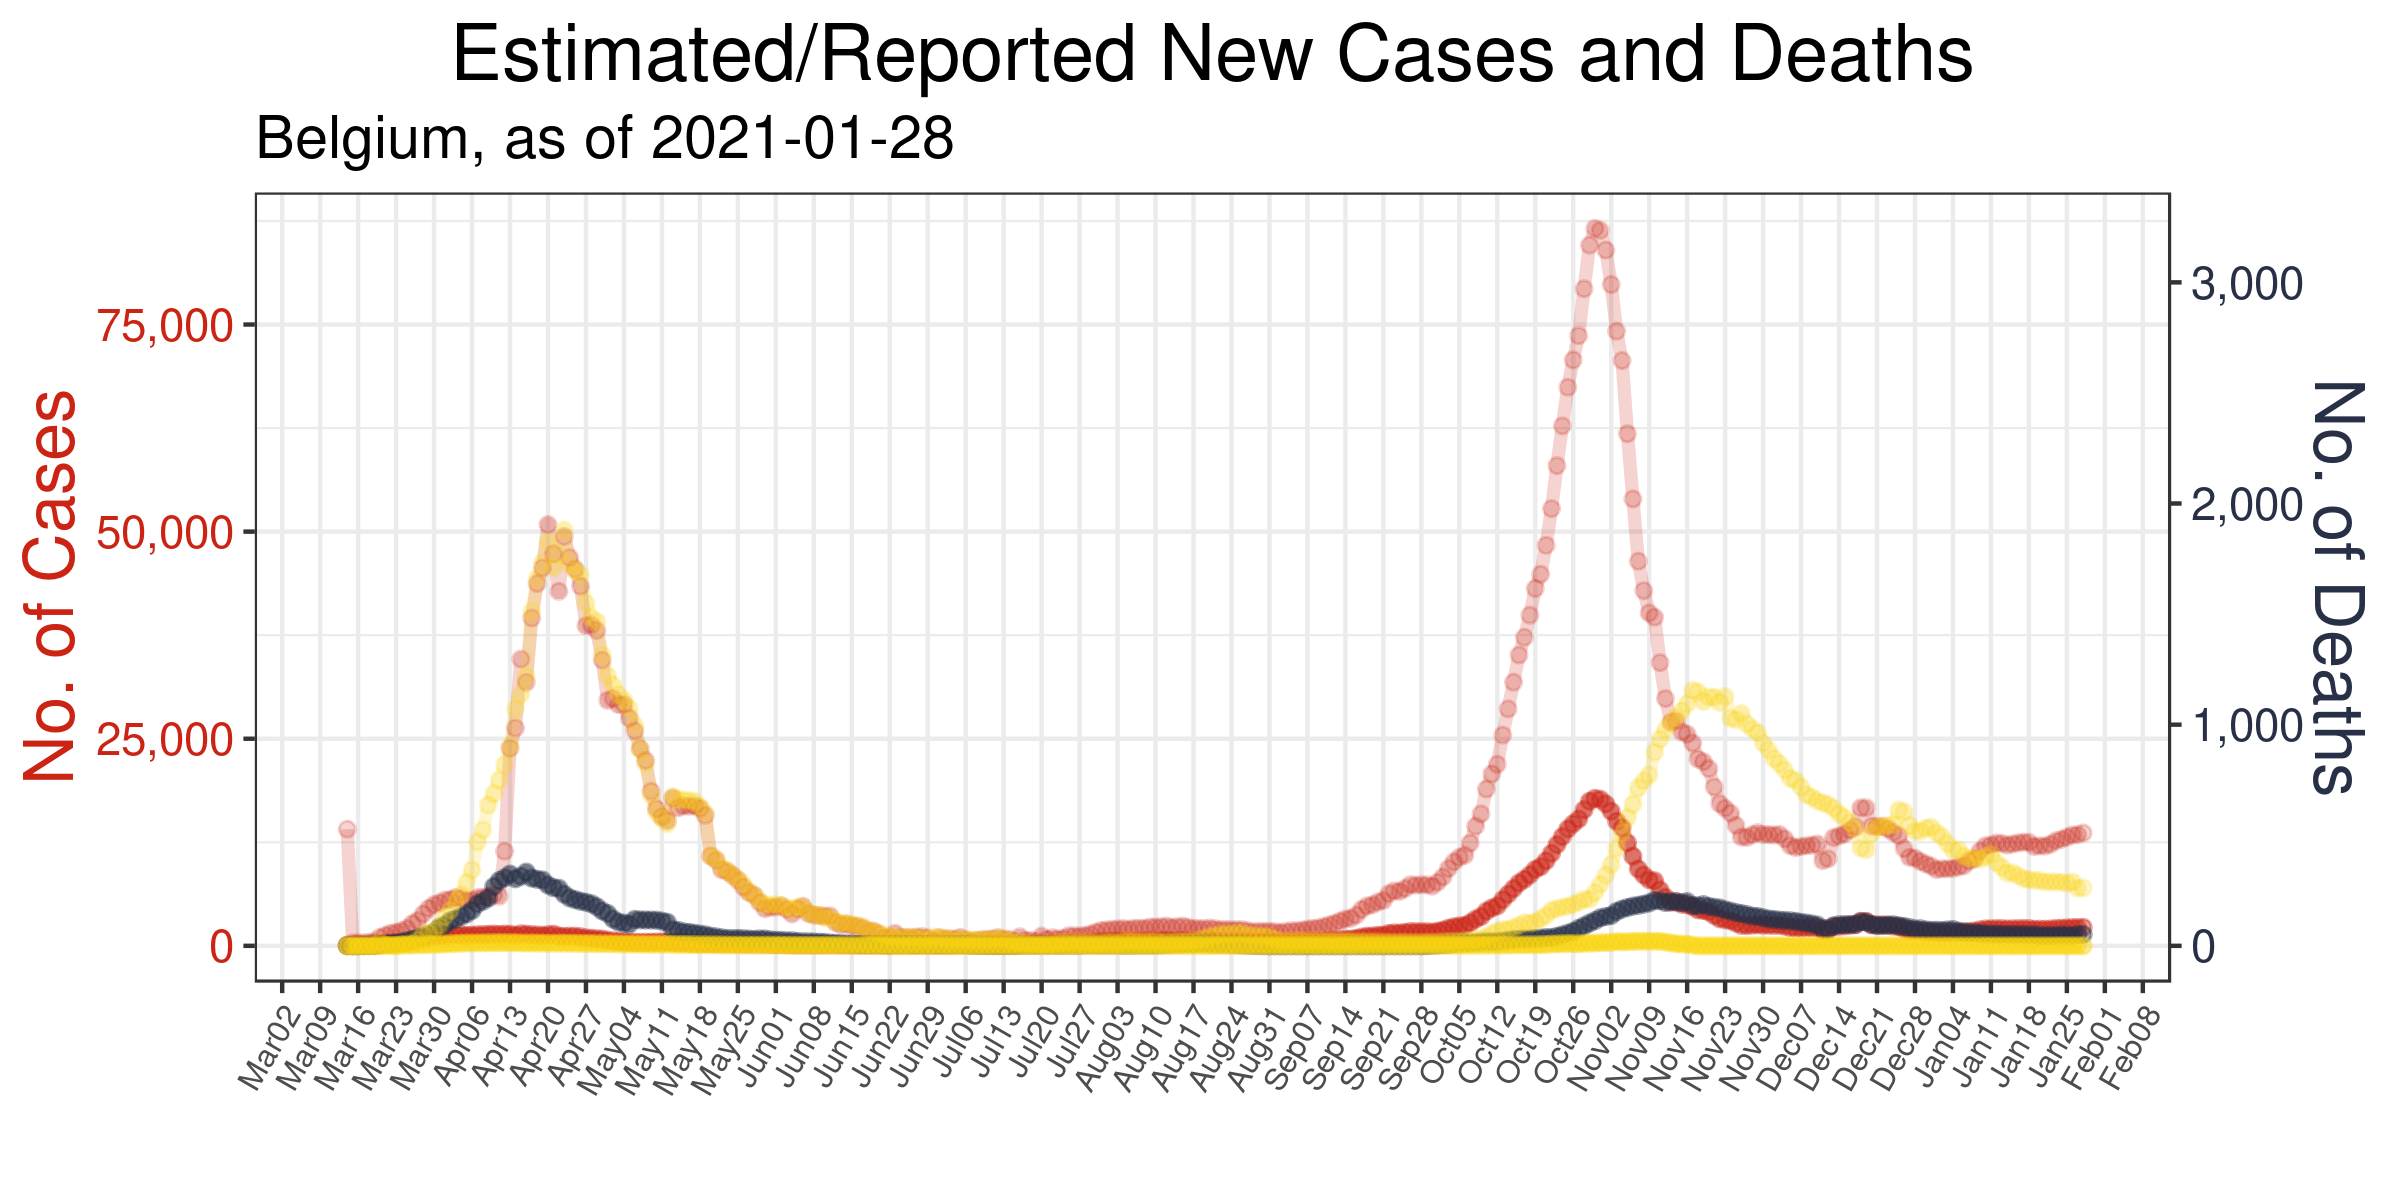 Estimated/Reported New Cases and Deaths
Belgium, as of 2021-01-28
No. of Cases
75,000
50,000
25,000
0
3,000
2,000
1,000
0
No. of Deaths
Mar02
Mar09
Mar16
Mar23
Mar30
Apr06
Apr13
Apr20
Apr27
May04
May11
May18
May25
Jun01
Jun08
Jun15
Jun22
Jun29
Jul06
Jul13
Jul20
Jul27
Aug03
Aug10
Aug17
Aug24
Aug31
Sep07
Sep14
Sep21
Sep28
Oct05
Oct12
Oct19
Oct26
Nov02
Nov09
Nov16
Nov23
Nov30
Dec07
Dec14
Dec21
Dec28
Dec04
Jan11
Jan18
Jan25
Feb01
Feb08